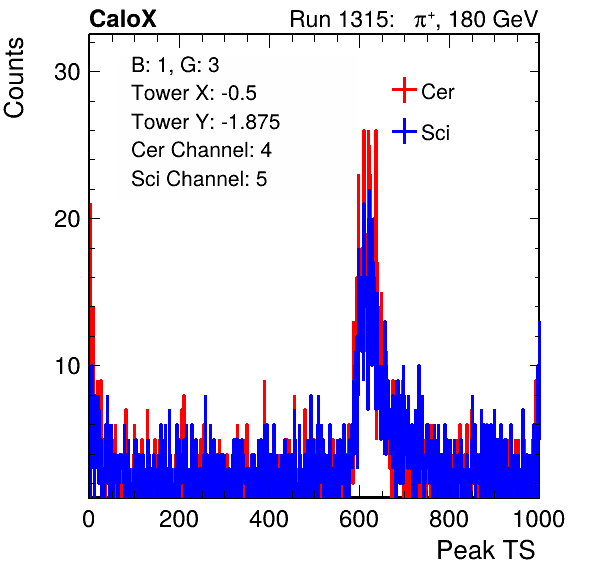 CaloX Run 1315: π⁺, 180 GeV
Counts
B: 1, G: 3
Tower X: -0.5
Tower Y: -1.875
Cer Channel: 4
Sci Channel: 5
Cer
Sci
30
20
10
0 200 400 600 800 1000
Peak TS